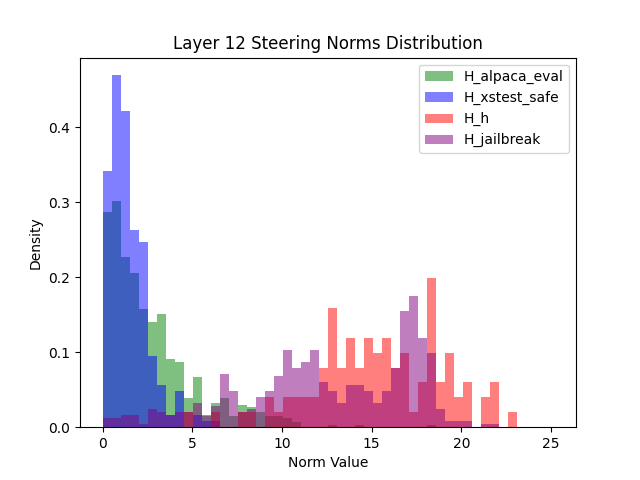 Layer 12 Steering Norms Distribution
H_alpaca_eval
H_xstest_safe
H_h
H_jailbreak
Density
0.4
0.3
0.2
0.1
0.0
0 5 10 15 20 25
Norm Value